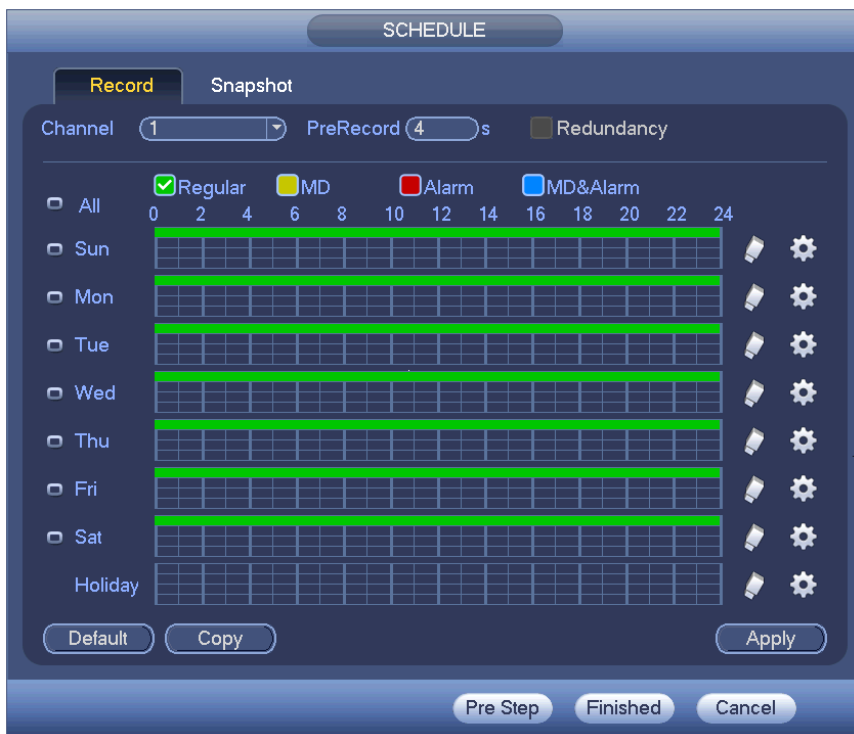 SCHEDULE
Record Snapshot
Channel 1 PreRecord 4 s Redundancy
Regular MD Alarm MD&Alarm
All
0 2 4 6 8 10 12 14 16 18 20 22 24
Sun
Mon
Tue
Wed
Thu
Fri
Sat
Holiday
Default Copy Apply
Pre Step Finished Cancel